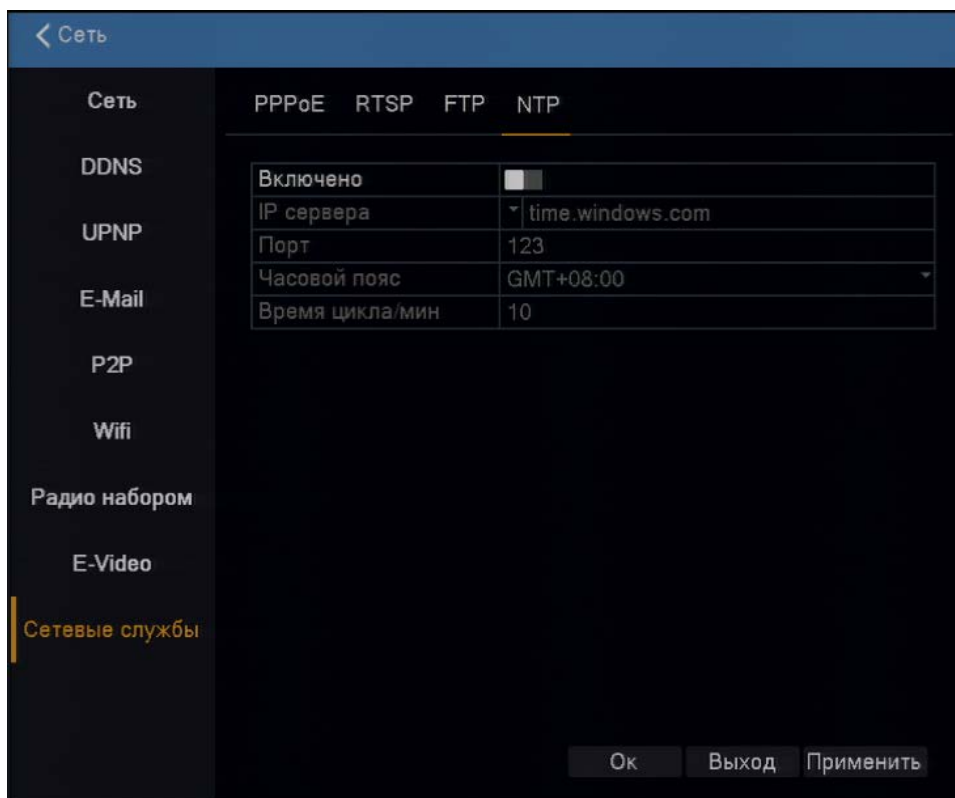 Сеть
Сеть
DDNS
UPNP
E-Mail
P2P
Wifi
Радио набором
E-Video
Сетевые службы
PPPoE RTSP FTP NTP
Включено
IP сервера time.windows.com
Порт 123
Часовой пояс GMT+08:00
Время цикла/мин 10
Ок Выход Применить